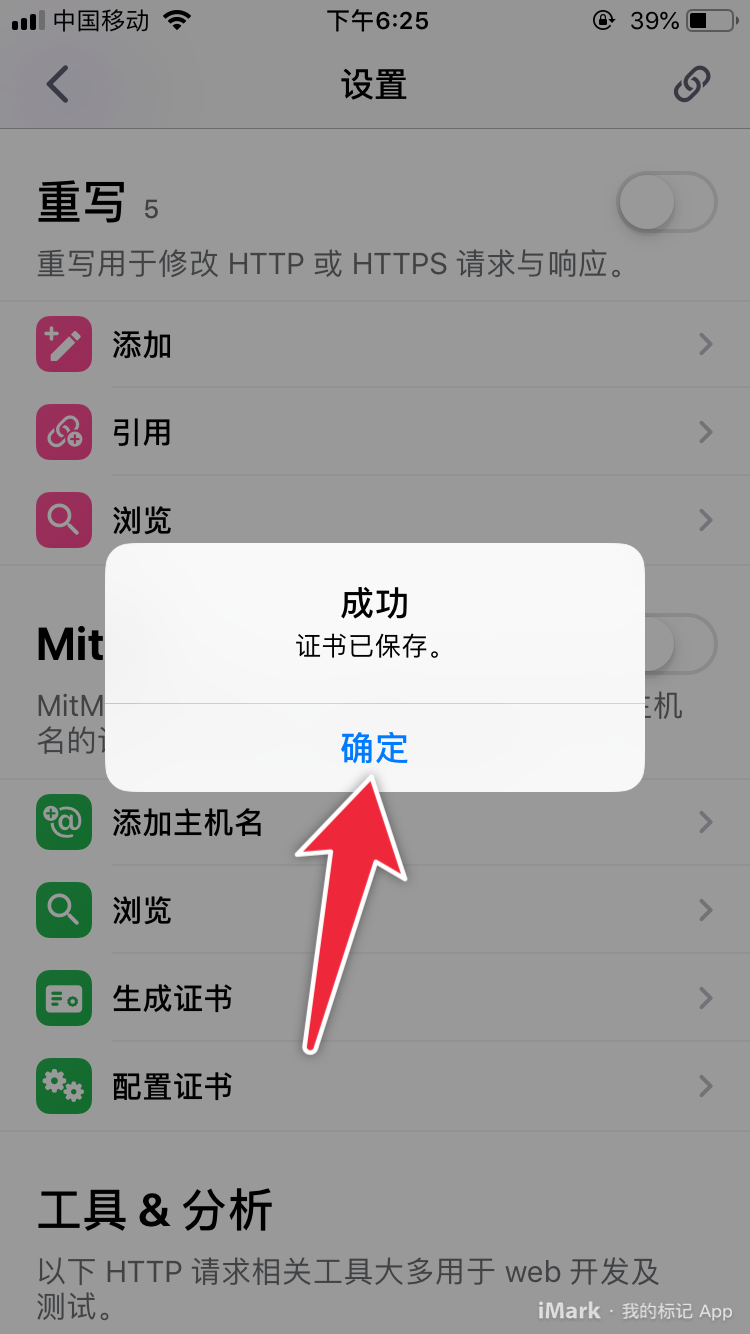 中国移动
下午6:25
39%
设置
重写 5
重写用于修改 HTTP 或 HTTPS 请求与响应。
添加
引用
浏览
成功
证书已保存。
确定
Mit
MitM
主机
名的
添加主机名
浏览
生成证书
配置证书
工具 & 分析
以下 HTTP 请求相关工具大多用于 web 开发及
测试。
iMark · 我的标记 App